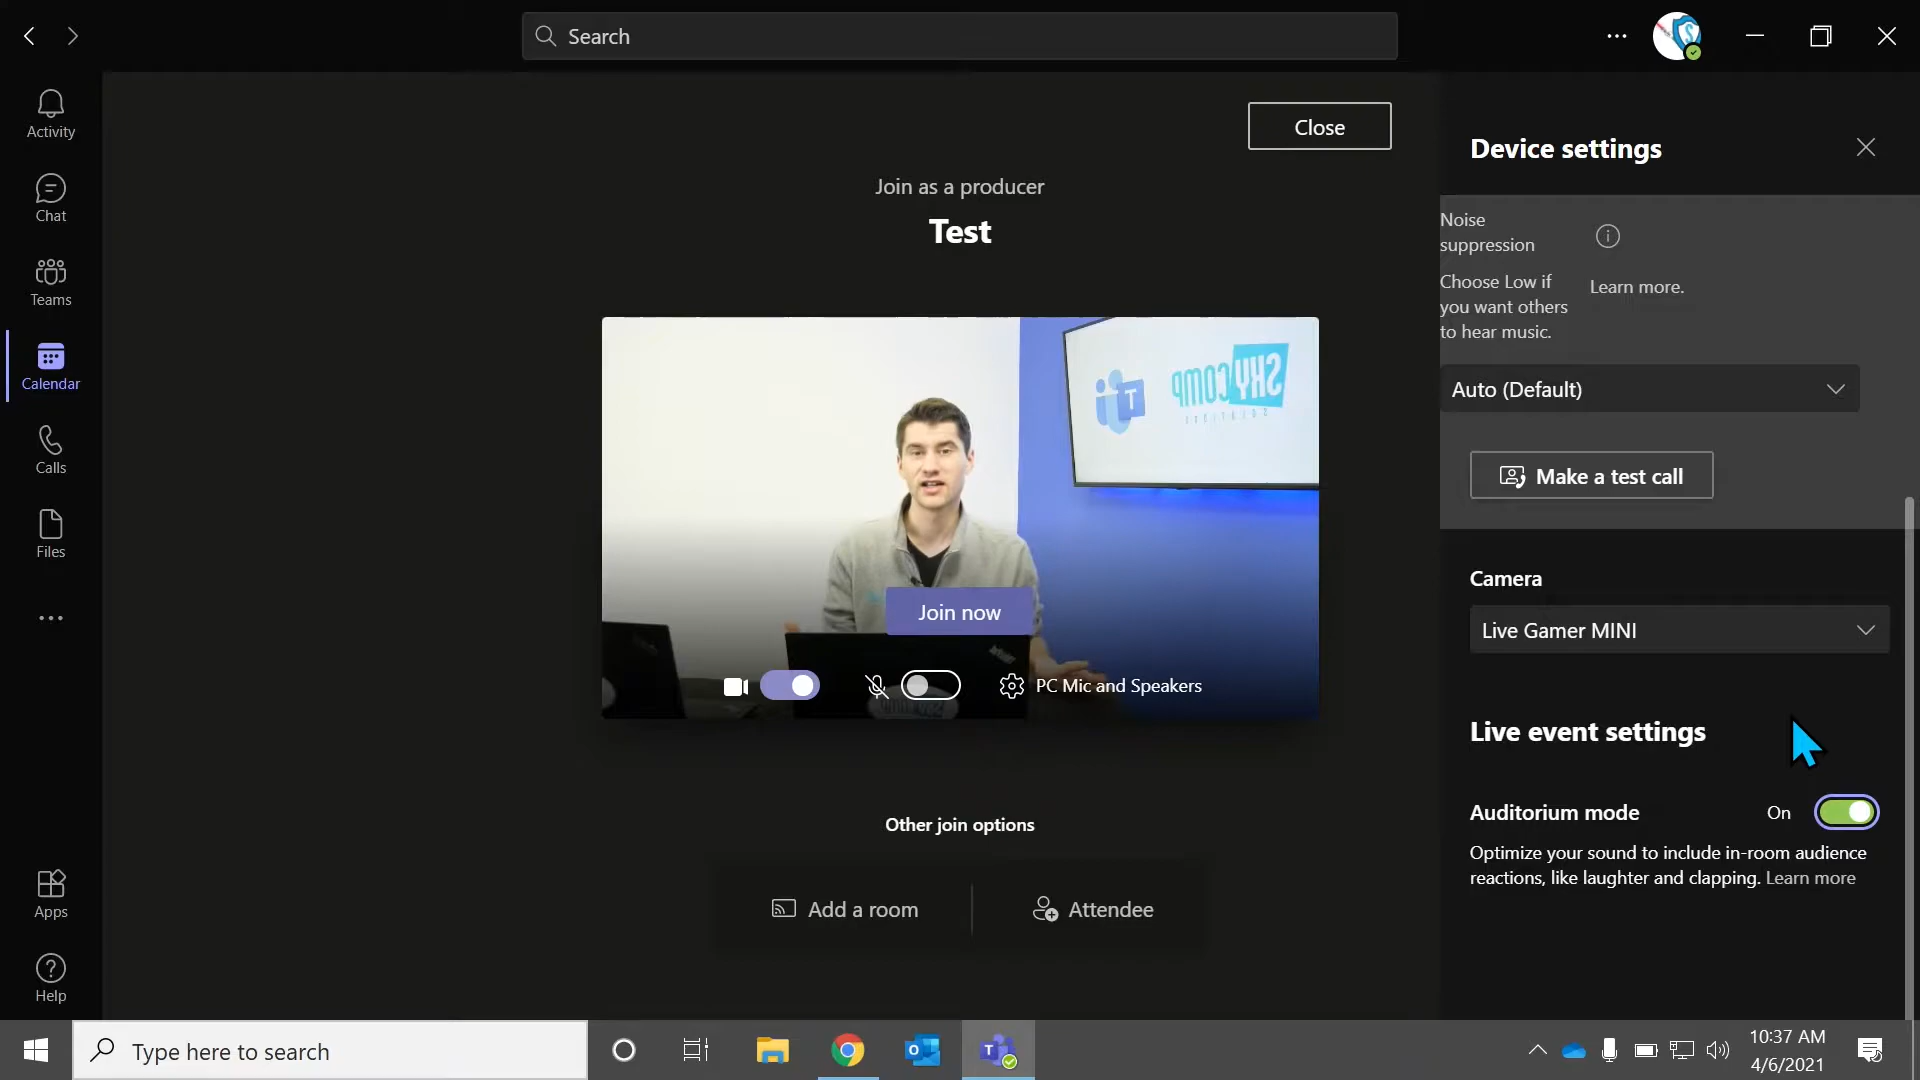 Search
Activity
Chat
Teams
Calendar
Calls
Files
Apps
Help
Close
Join as a producer
Test
T
SKYCOMP
SOLUTIONS
Join now
PC Mic and Speakers
Other join options
Add a room
Attendee
Device settings
Noise
suppression
Choose Low if
you want others
to hear music.
Learn more.
Auto (Default)
Make a test call
Camera
Live Gamer MINI
Live event settings
Auditorium mode
On
Optimize your sound to include in-room audience
reactions, like laughter and clapping. Learn more
Type here to search
10:37 AM
4/6/2021